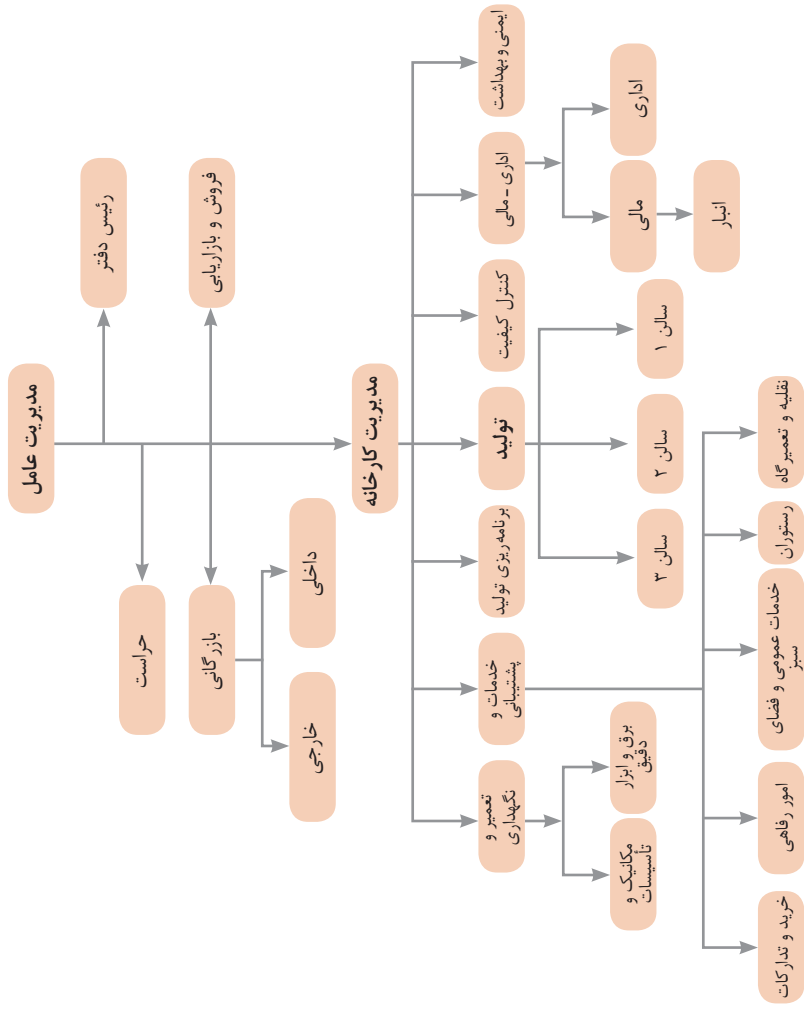 مدیریت عامل
رئیس دفتر
حراست
فروش و بازاریابی
بازرگانی
داخلی
خارجی
مدیریت کارخانه
ایمنی و بهداشت
اداری - مالی
کنترل کیفیت
تولید
برنامه ریزی تولید
خدمات و
پشتیبانی
تعمیر و
نگهداری
اداری
مالی
انبار
سالن ۱
سالن ۲
سالن ۳
برق و ابزار
دقیق
مکانیک و
تأسیسات
نقلیه و تعمیرگاه
رستوران
خدمات عمومی و فضای
سبز
امور رفاهی
خرید و تدارکات